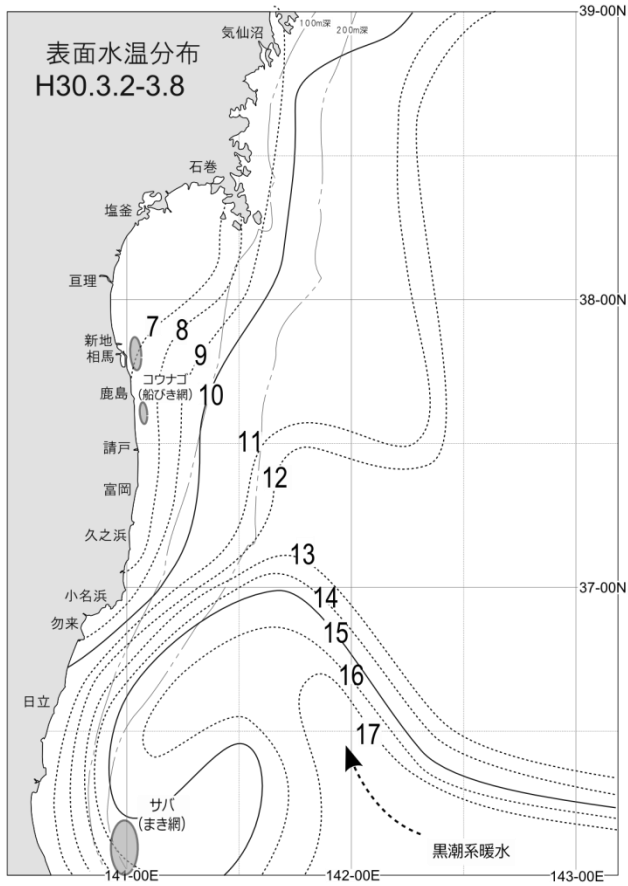 39-00N
気仙沼
100m深
200m深
表面水温分布
H30.3.2-3.8
石巻
塩釜
亘理
38-00N
7
8
新地
相馬
9
コウナゴ
(船びき網)
鹿島
10
11
請戸
12
富岡
久之浜
13
37-00N
小名浜
14
勿来
15
16
日立
17
サバ
(まき網)
黒潮系暖水
141-00E
142-00E
143-00E